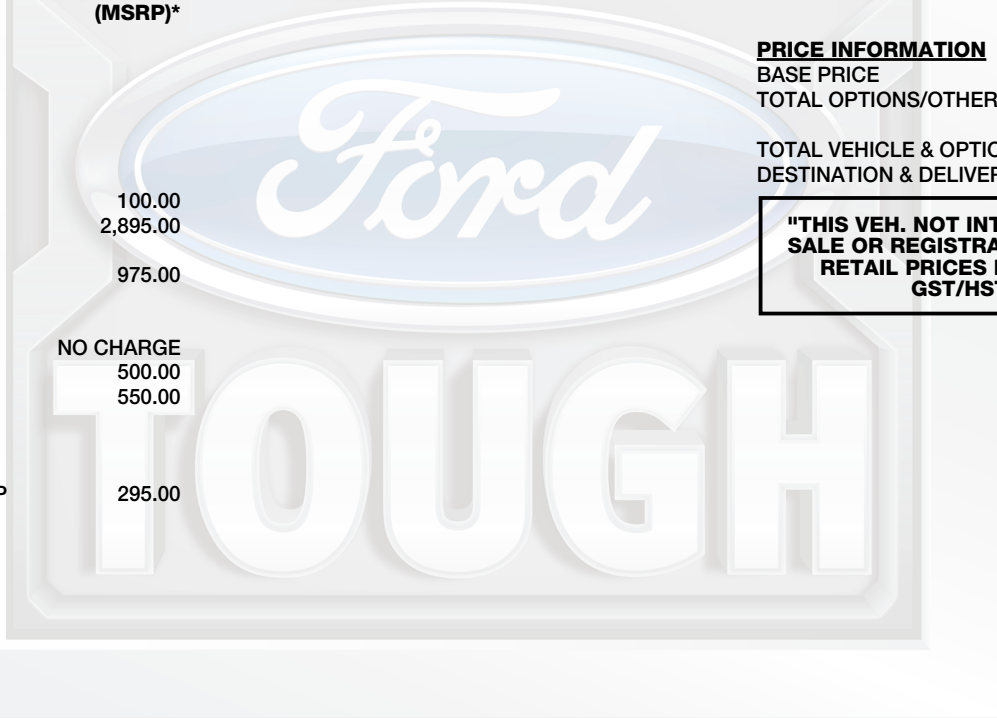 (MSRP)*
100.00
2,895.00
975.00
NO CHARGE
500.00
550.00
P 295.00
PRICE INFORMATION
BASE PRICE
TOTAL OPTIONS/OTHER
TOTAL VEHICLE & OPTIO
DESTINATION & DELIVER
"THIS VEH. NOT INT
SALE OR REGISTRA
RETAIL PRICES
GST/HST
Ford
TOUGH